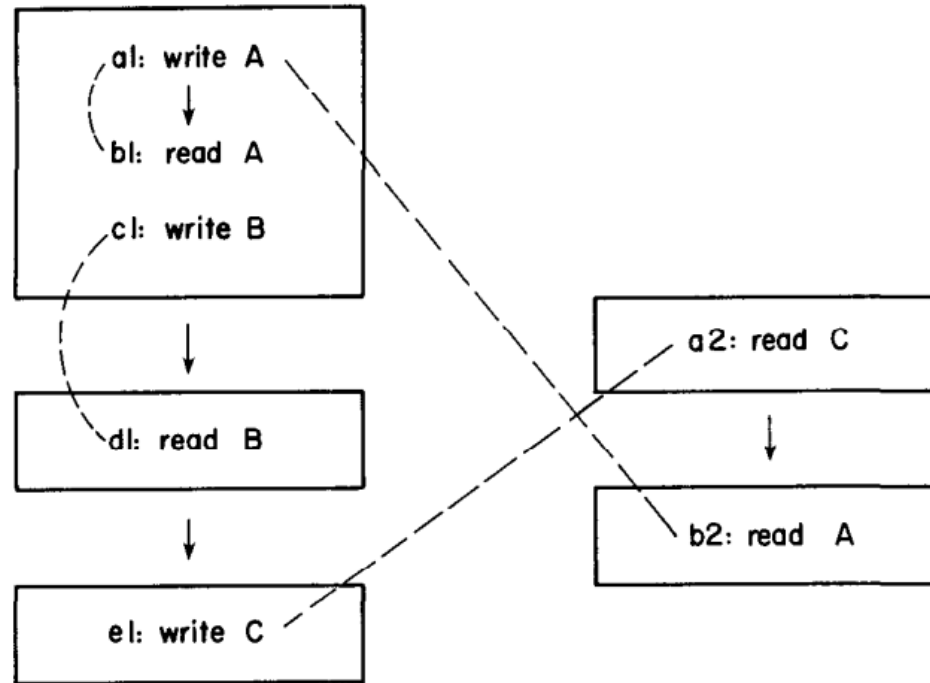 a1: write A
b1: read A
c1: write B
d1: read B
e1: write C
a2: read C
b2: read A